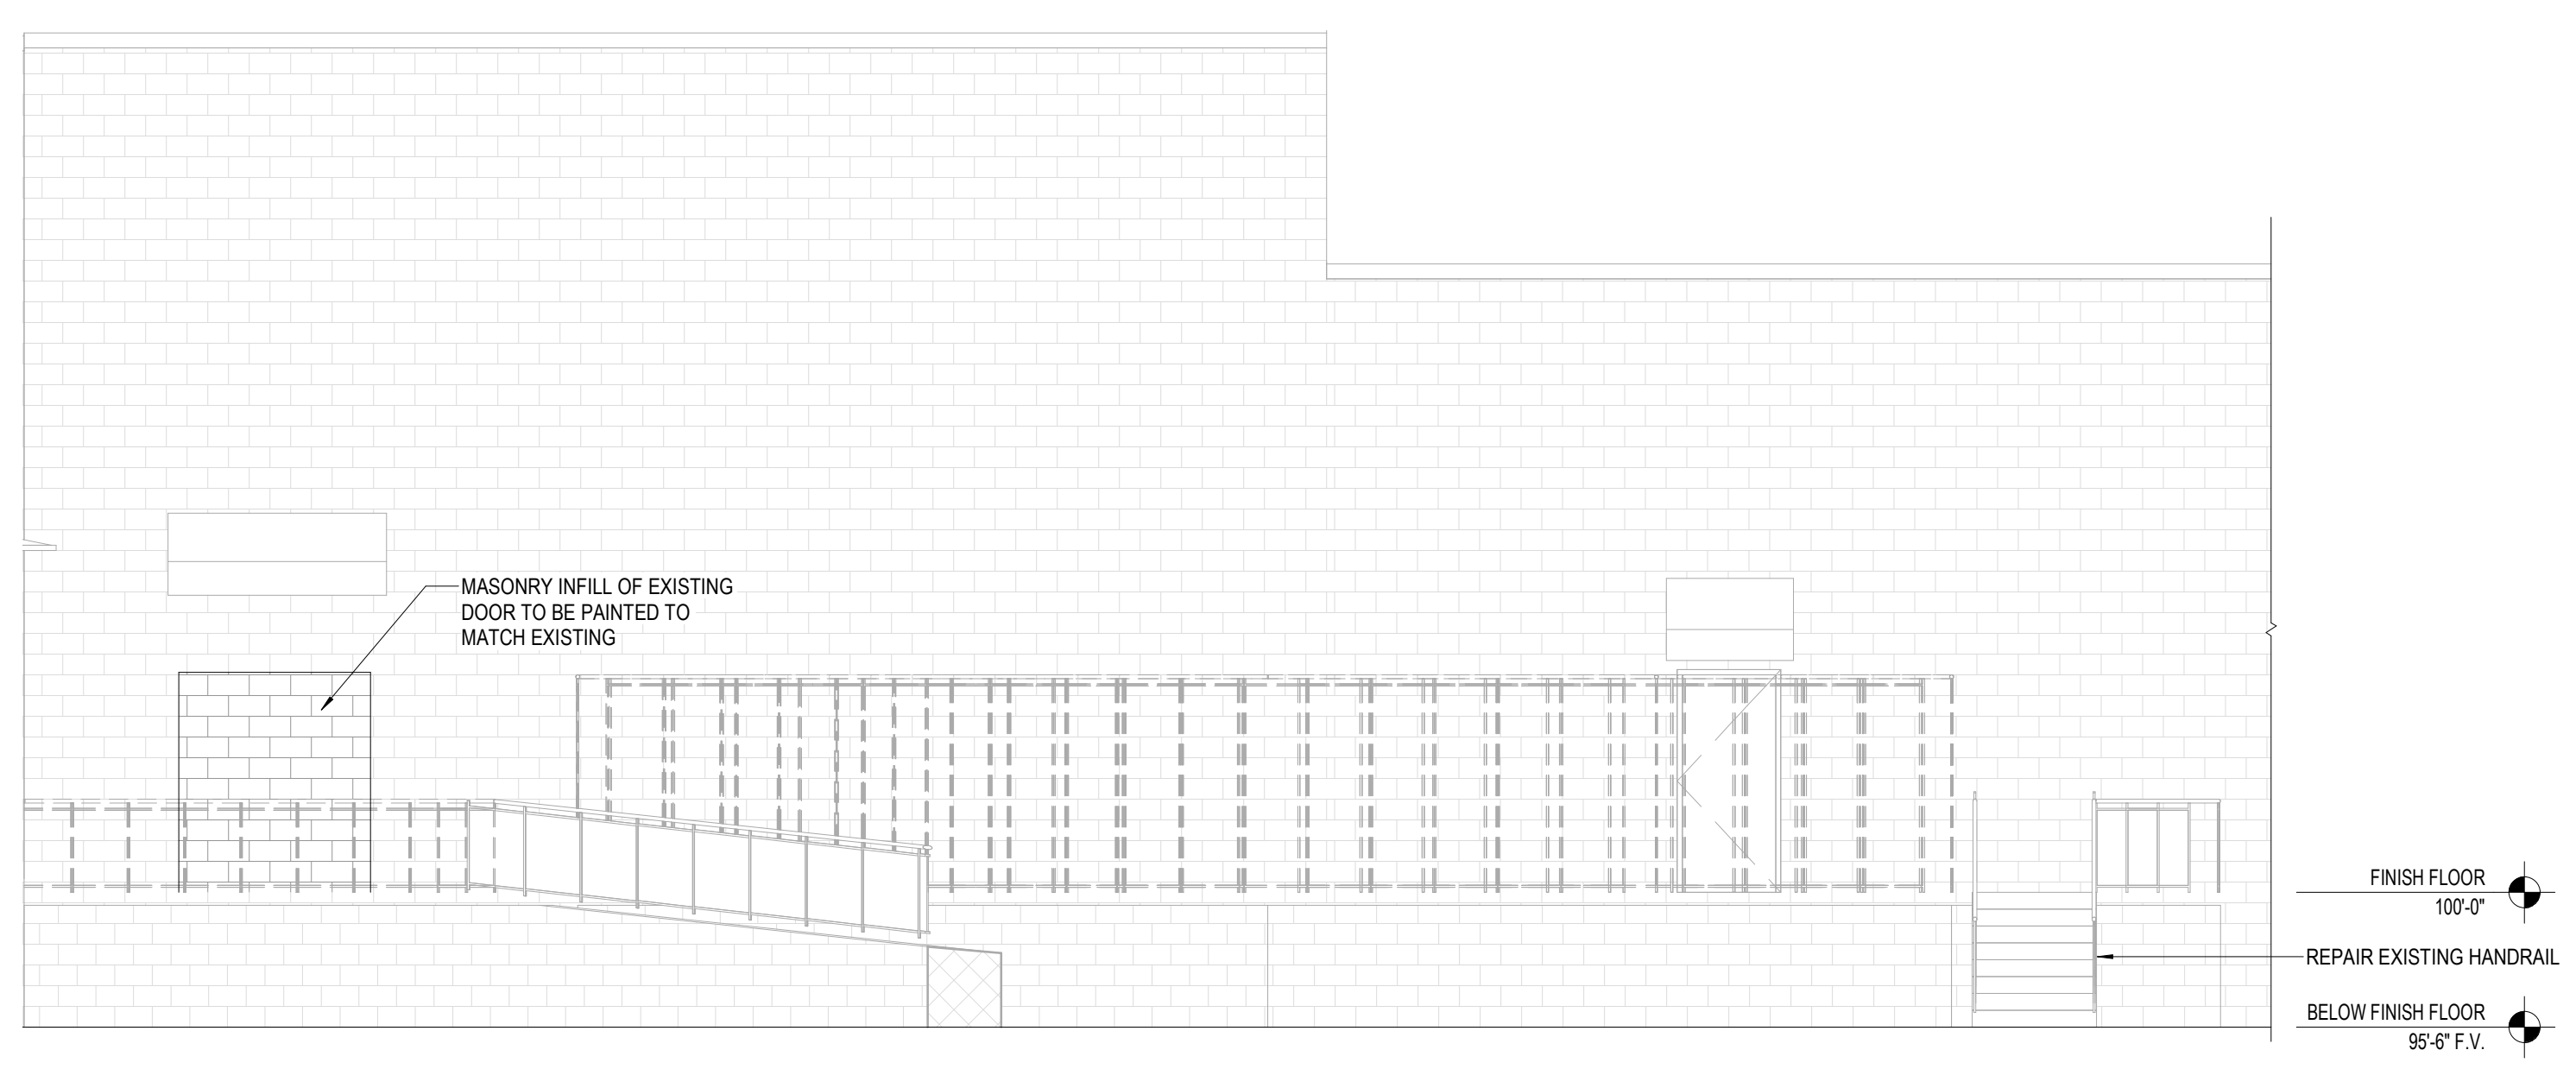 MASONRY INFILL OF EXISTING
DOOR TO BE PAINTED TO
MATCH EXISTING
FINISH FLOOR
100'-0"
REPAIR EXISTING HANDRAIL
BELOW FINISH FLOOR
95'-6" F.V.